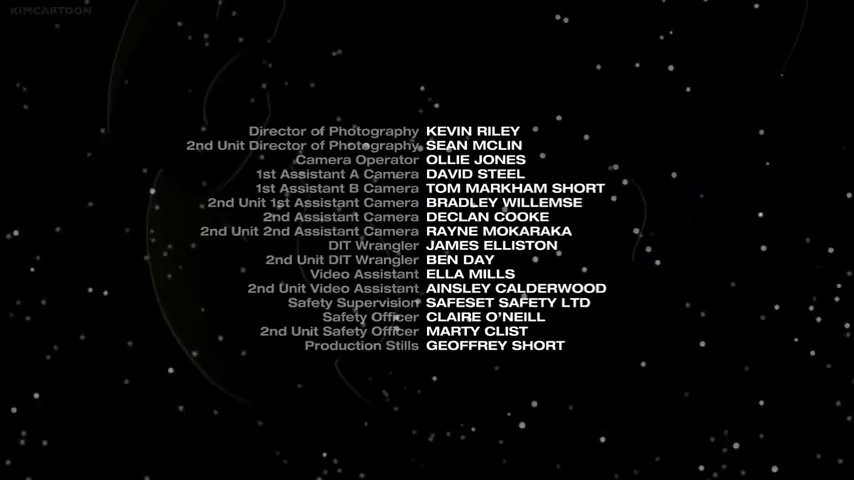 KIMCARTOON
Director of Photography KEVIN RILEY
2nd Unit Director of Photography SEAN MCLIN
Camera Operator OLLIE JONES
1st Assistant A Camera DAVID STEEL
1st Assistant B Camera TOM MARKHAM SHORT
2nd Unit 1st Assistant Camera BRADLEY WILLEMSE
2nd Assistant Camera DECLAN COOKE
2nd Unit 2nd Assistant Camera RAYNE MOKARAKA
DIT Wrangler JAMES ELLISTON
2nd Unit DIT Wrangler BEN DAY
Video Assistant ELLA MILLS
2nd Unit Video Assistant AINSLEY CALDERWOOD
Safety Supervision SAFESET SAFETY LTD
Safety Officer CLAIRE O’NEILL
2nd Unit Safety Officer MARTY CLIST
Production Stills GEOFFREY SHORT